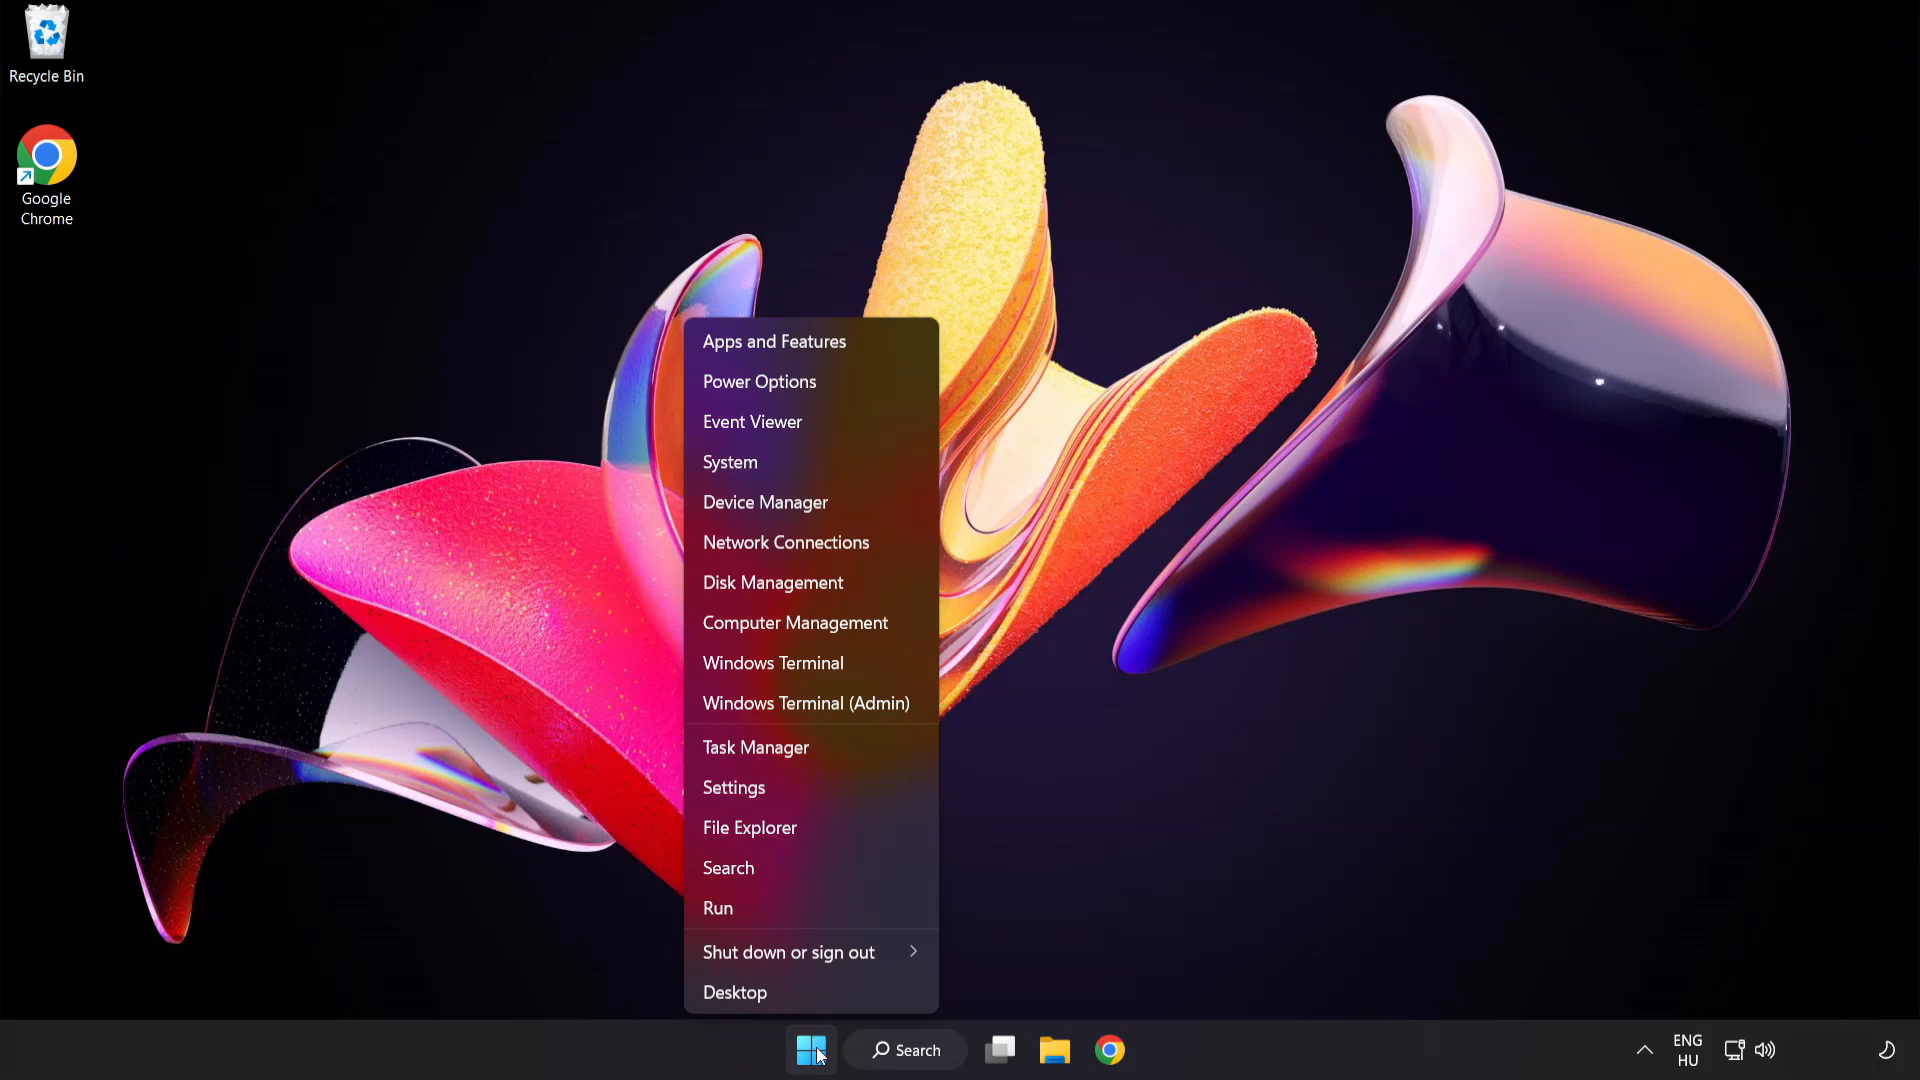 Recycle Bin
Google
Chrome
Apps and Features
Power Options
Event Viewer
System
Device Manager
Network Connections
Disk Management
Computer Management
Windows Terminal
Windows Terminal (Admin)
Task Manager
Settings
File Explorer
Search
Run
Shut down or sign out
Desktop
Search
ENG
HU